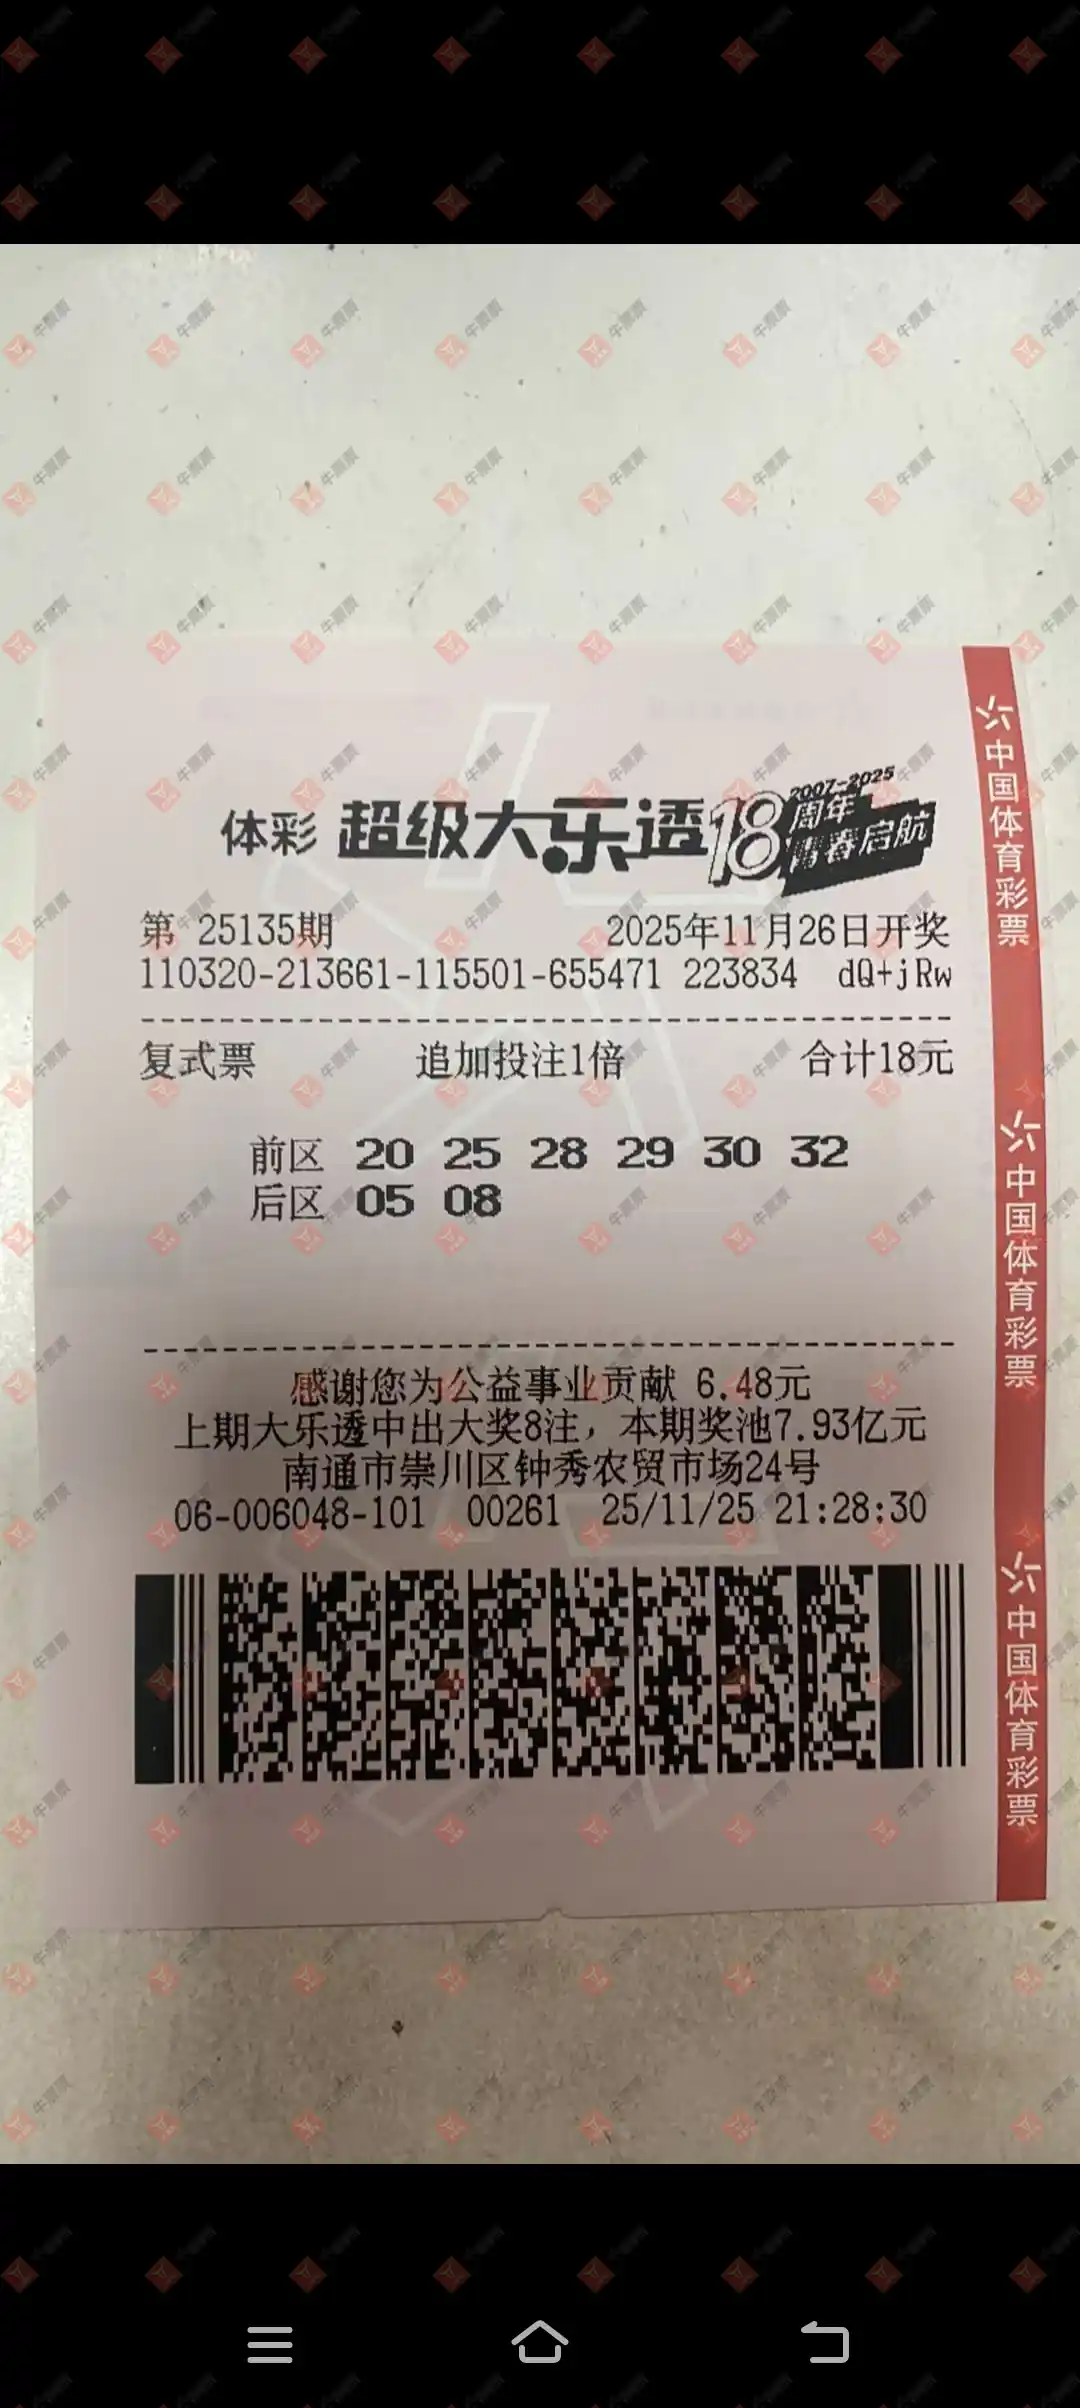 体彩 超级大乐透 18周年 2007-2025 青春启航
第 25135期 2025年11月26日开奖
110320-213661-115501-655471 223834 dQ+jRw
复式票 追加投注1倍 合计18元
前区 20 25 28 29 30 32
后区 05 08
感谢您为公益事业贡献 6.48元
上期大乐透中出大奖8注，本期奖池7.93亿元
南通市崇川区钟秀农贸市场24号
06-006048-101 00261 25/11/25 21:28:30
中国体育彩票
中国体育彩票
中国体育彩票
牛票票